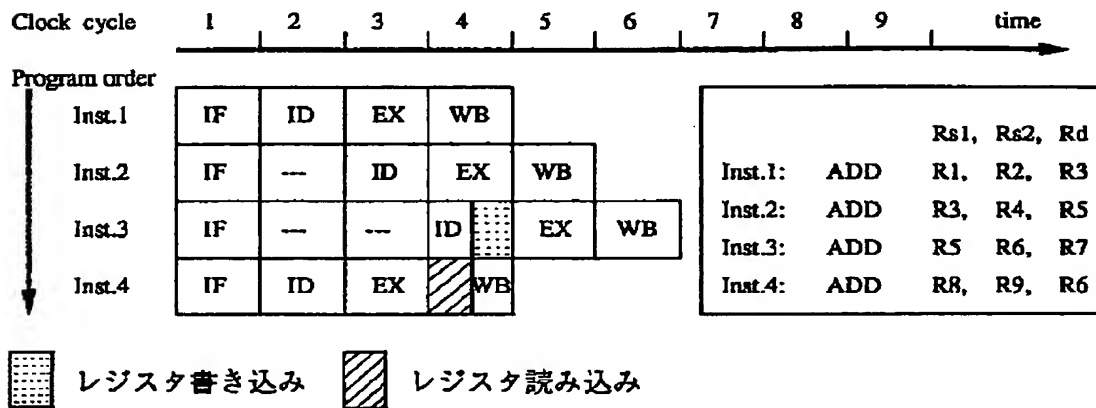 Clock cycle 1 2 3 4 5 6 7 8 9 time
Program order
Inst.1 IF ID EX WB
Inst.2 IF --- ID EX WB
Inst.3 IF --- --- ID EX WB
Inst.4 IF ID EX WB
Rs1, Rs2, Rd
Inst.1: ADD R1, R2, R3
Inst.2: ADD R3, R4, R5
Inst.3: ADD R5, R6, R7
Inst.4: ADD R8, R9, R6
レジスタ書き込み レジスタ読み込み